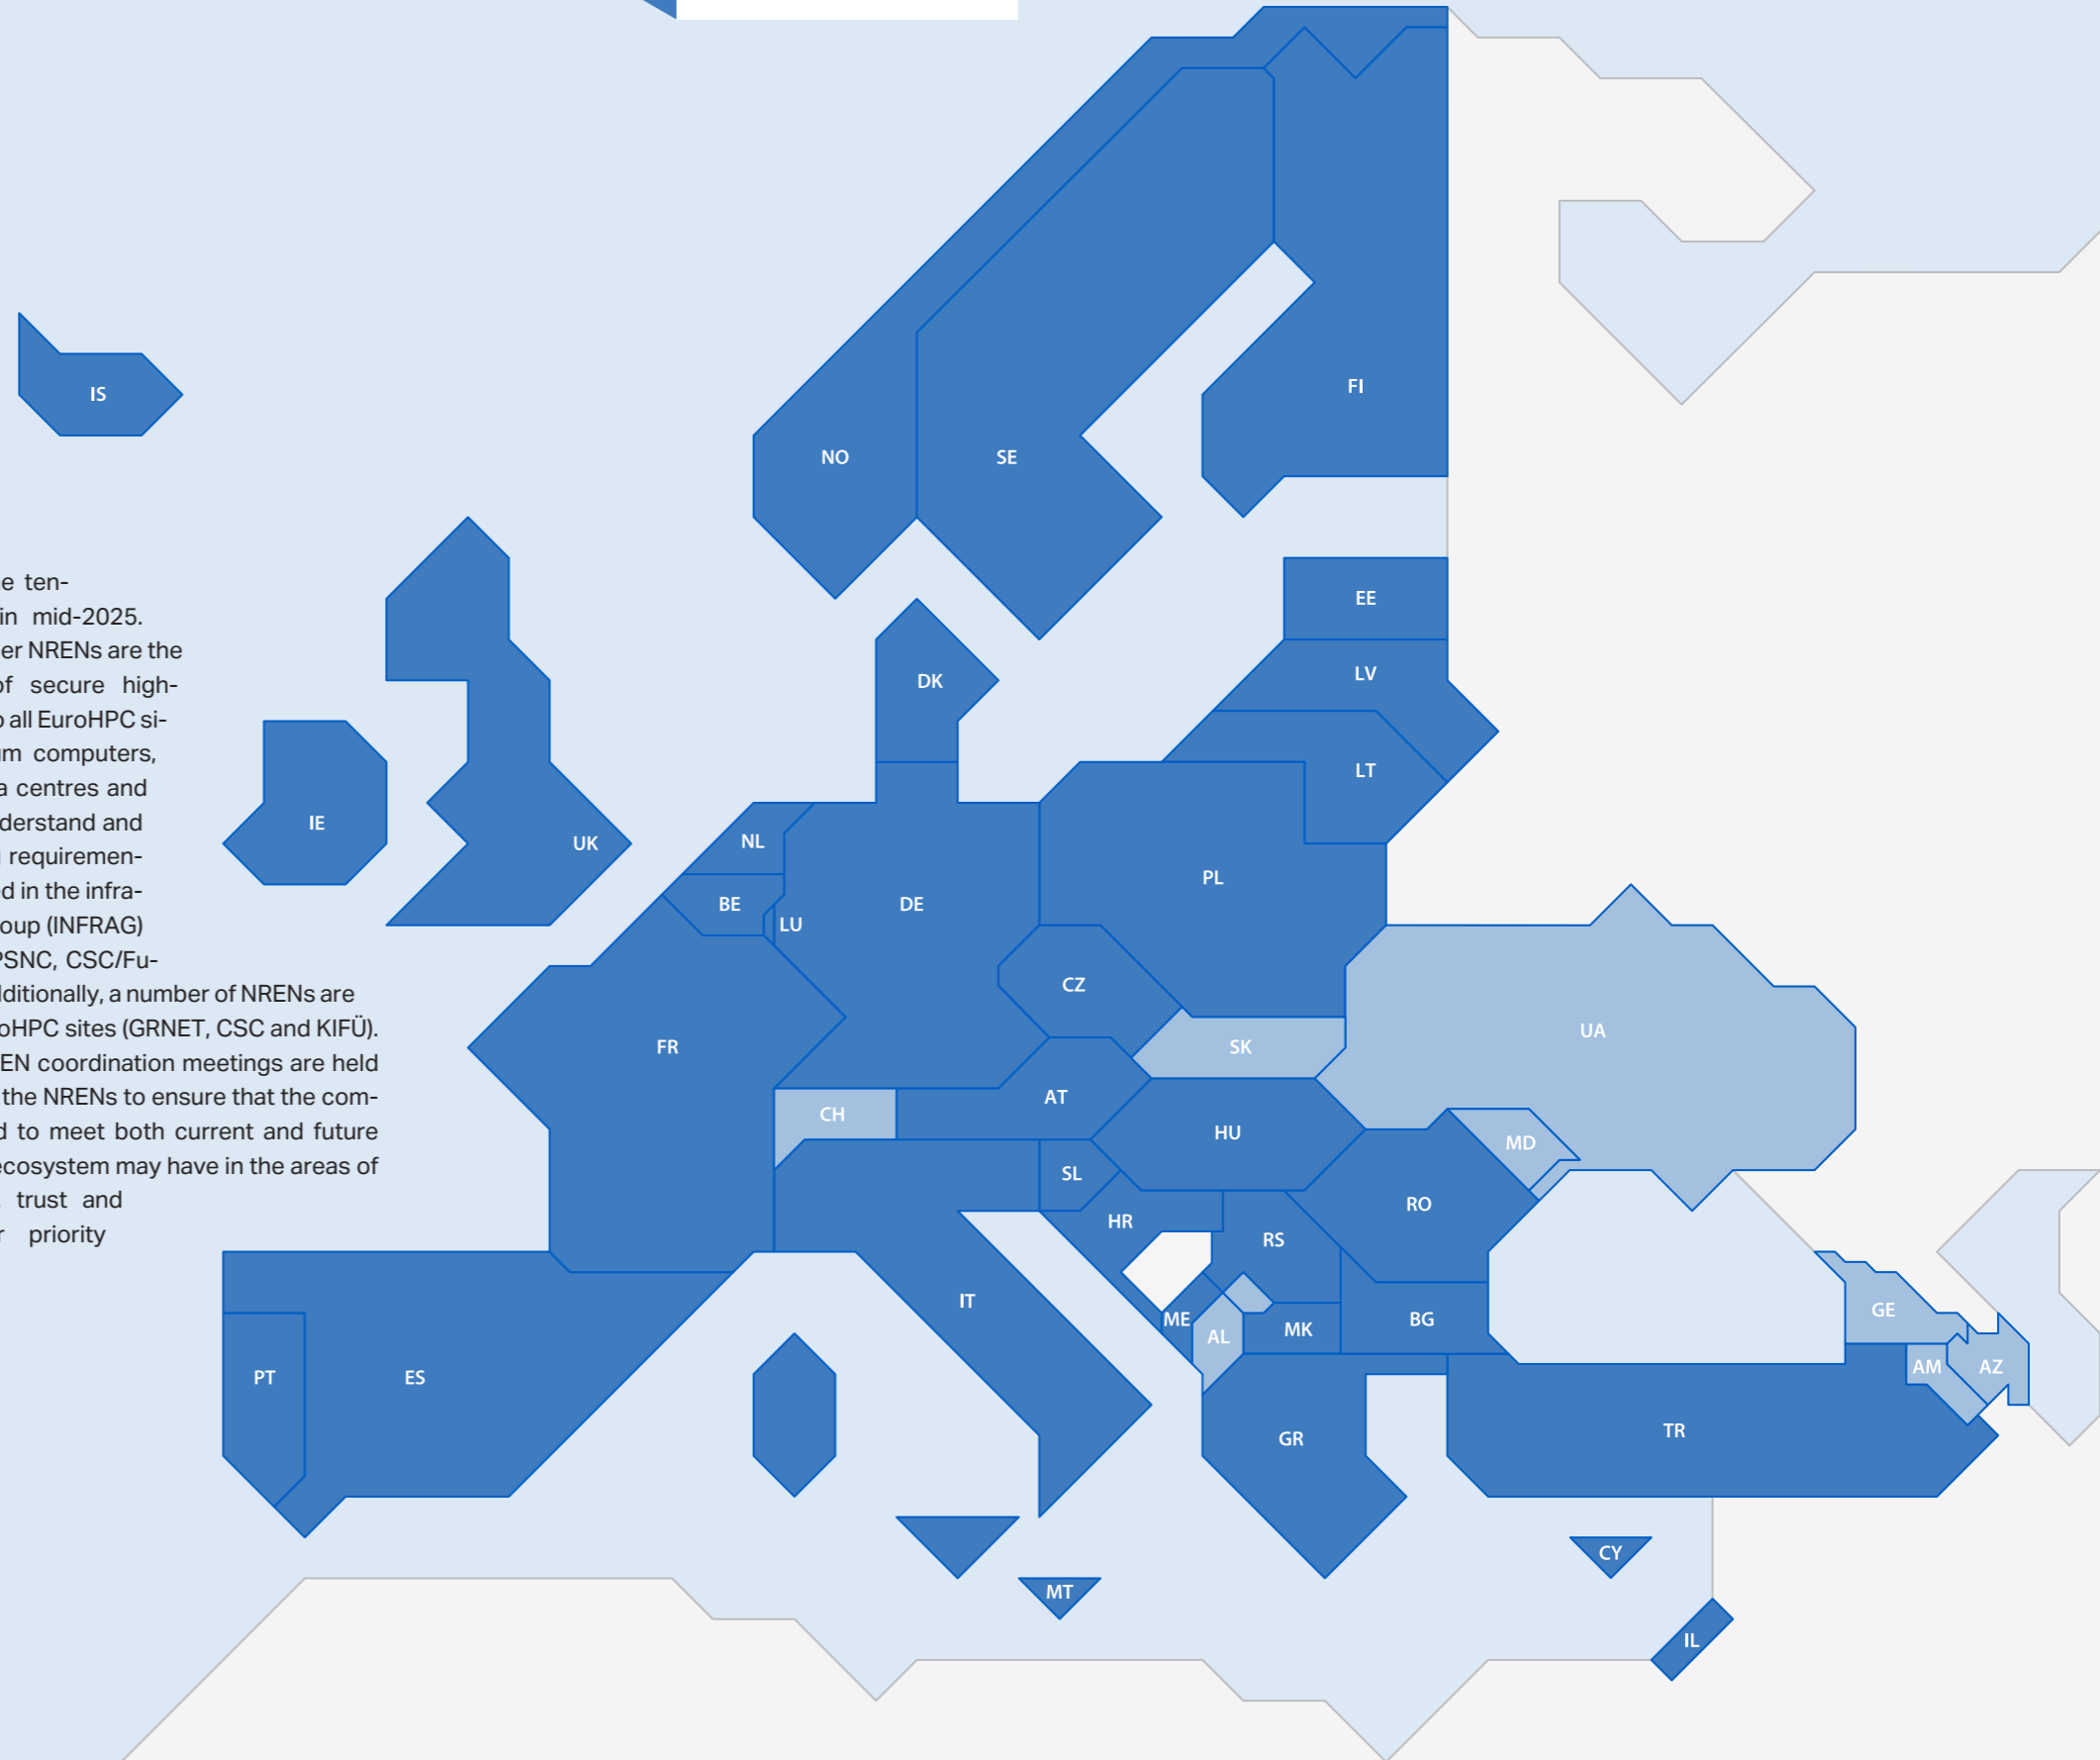 IS
NO
SE
FI
e ten-
in mid-2025.
er NRENs are the
of secure high-
o all EuroHPC si-
um computers,
a centres and
derstand and
requiremen-
d in the infra-
oup (INFRAG)
PSNC, CSC/Fu-
ditionally, a number of NRENs are
oHPC sites (GRNET, CSC and KIFÜ).
EN coordination meetings are held
the NRENs to ensure that the com-
d to meet both current and future
ecosystem may have in the areas of
trust and
r priority
EE
LV
DK
LT
IE
UK
NL
PL
BE
DE
LU
CZ
UA
FR
SK
AT
CH
HU
MD
SL
RO
HR
RS
IT
GE
ME
BG
MK
AL
AM
AZ
PT
ES
TR
GR
CY
MT
IL